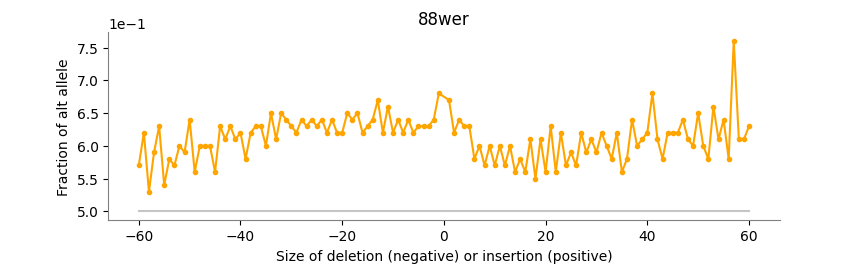 88wer
1e−1
Fraction of alt allele
7.5
7.0
6.5
6.0
5.5
5.0
−60 −40 −20 0 20 40 60
Size of deletion (negative) or insertion (positive)